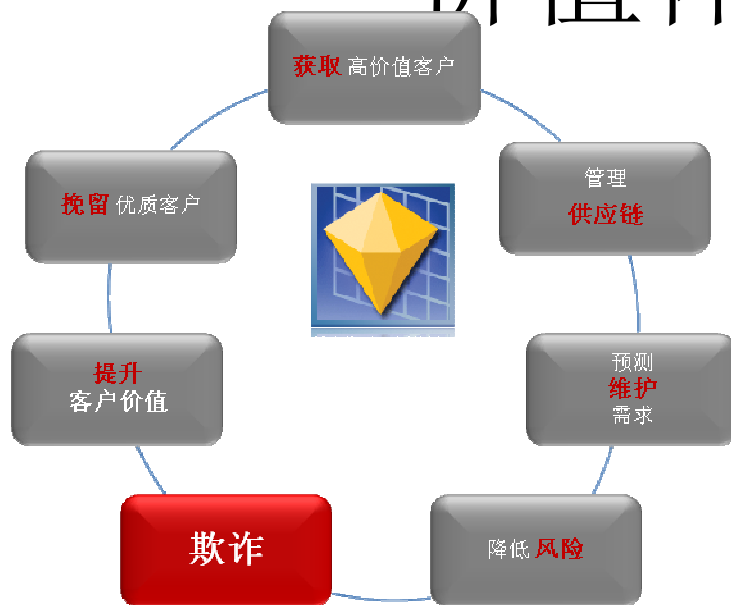 获取 高价值客户
管理
供应链
挽留 优质客户
提升
客户价值
预测
维护
需求
欺诈
降低 风险